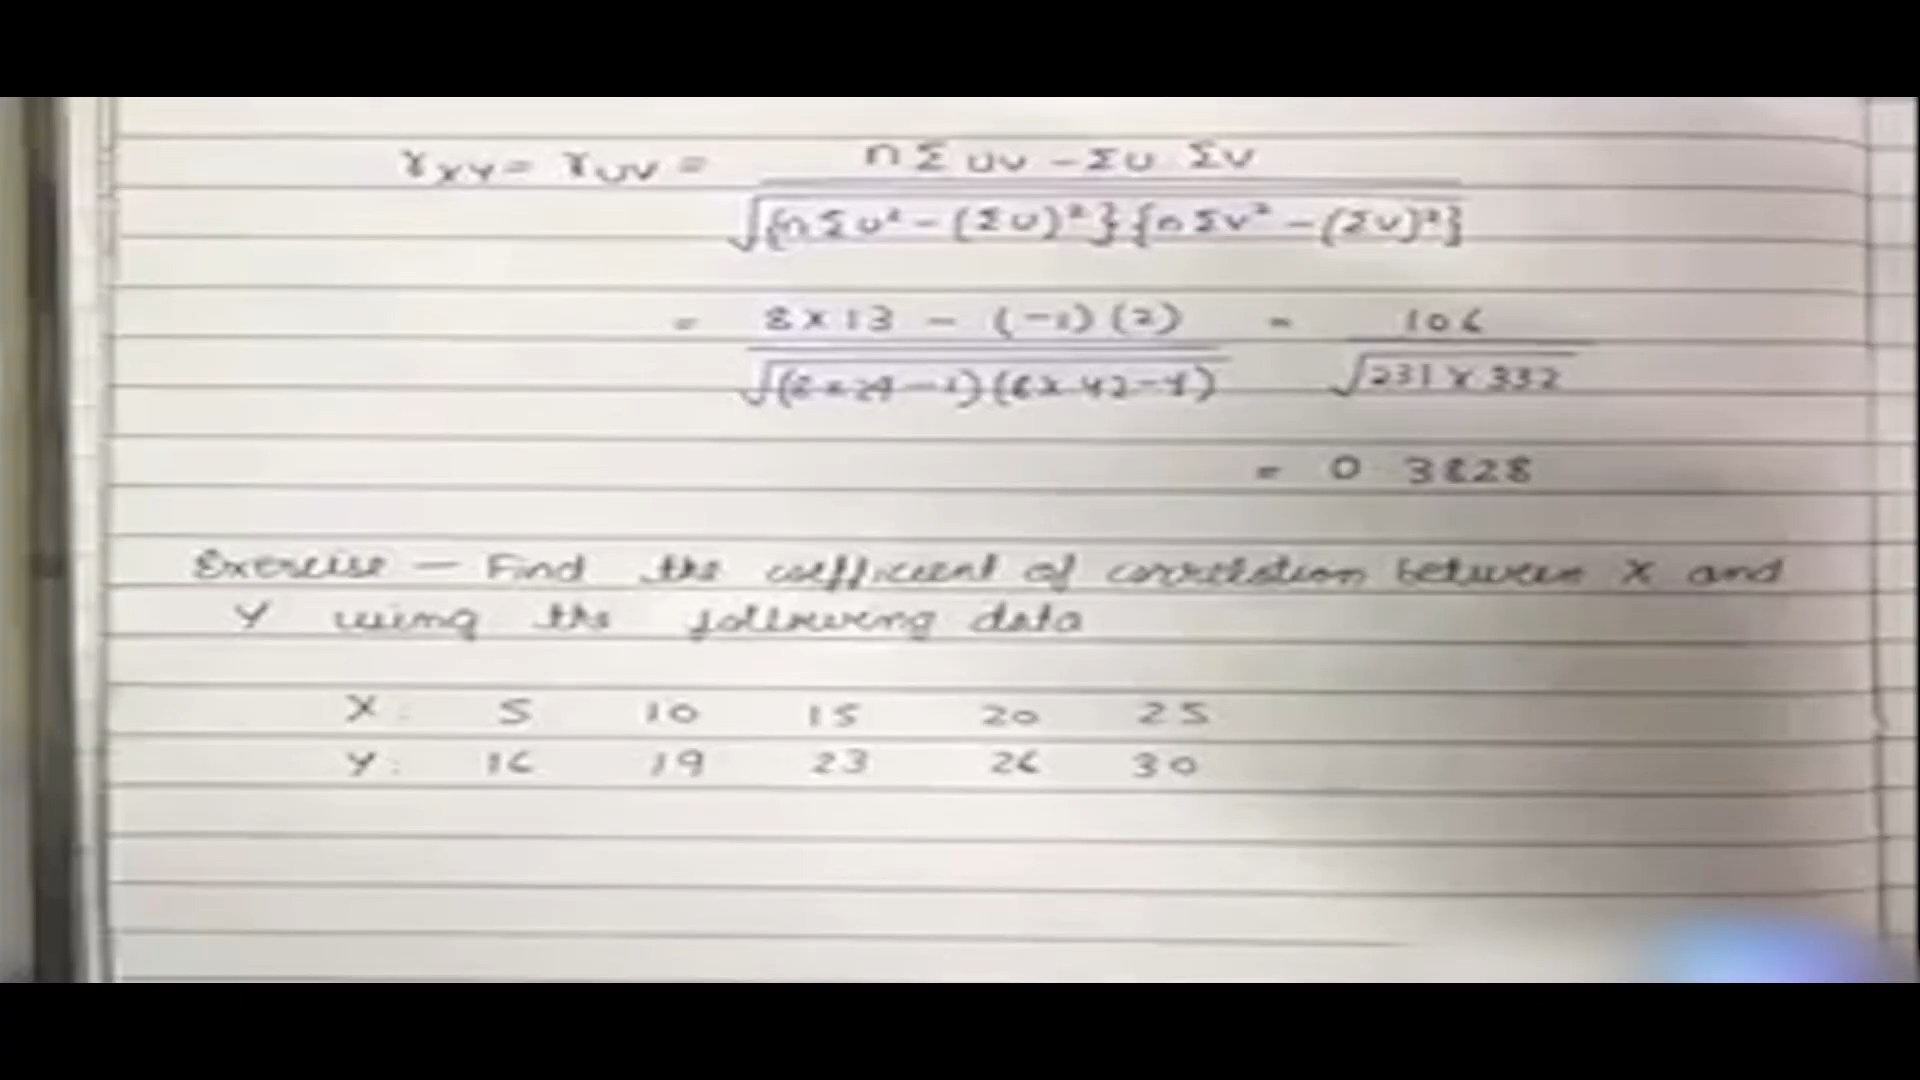 r_XY = r_UV = nΣUV - ΣU ΣV / √{nΣU² - (ΣU)²}{nΣV² - (ΣV)²}
= 8×13 - (-1)(2) / √(8×29-1)(8×42-4) = 106 / √231×332
= 0.3828
Exercise - Find the coefficient of correlation between X and
Y using the following data
X: 5 10 15 20 25
Y: 16 19 23 26 30